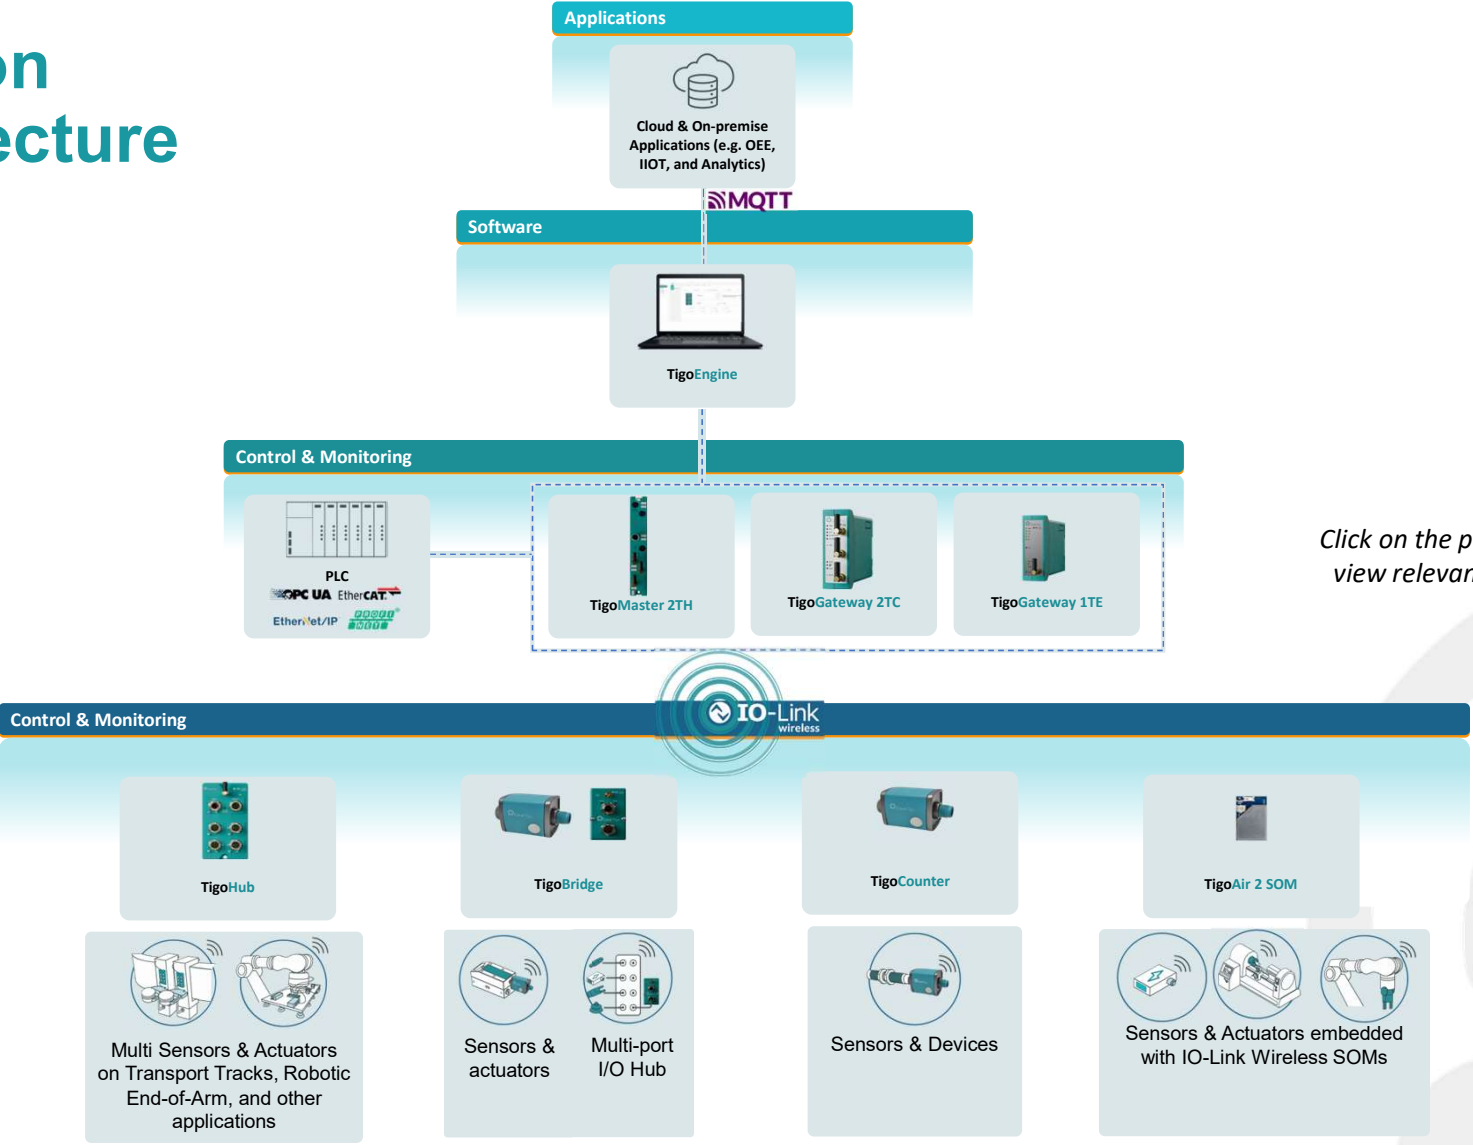 on
ecture
Applications
Cloud & On-premise
Applications (e.g. OEE,
IIOT, and Analytics)
MQTT
Software
TigoEngine
Control & Monitoring
PLC
OPC UA EtherCAT
EtherNet/IP PROFI
NET
TigoMaster 2TH
TigoGateway 2TC
TigoGateway 1TE
Click on the p
view relevan
IO-Link
wireless
Control & Monitoring
TigoHub
TigoBridge
TigoCounter
TigoAir 2 SOM
Multi Sensors & Actuators
on Transport Tracks, Robotic
End-of-Arm, and other
applications
Sensors &
actuators
Multi-port
I/O Hub
Sensors & Devices
Sensors & Actuators embedded
with IO-Link Wireless SOMs